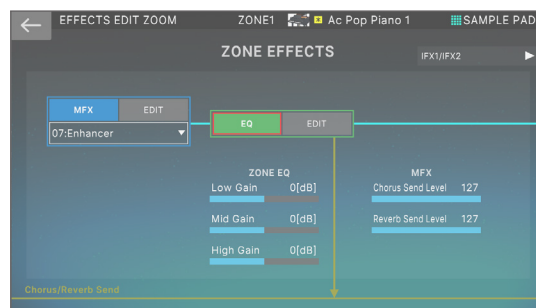 EFFECTS EDIT ZOOM ZONE1 Ac Pop Piano 1 SAMPLE PAD
ZONE EFFECTS
IFX1/IFX2
MFX EDIT
07:Enhancer
EQ EDIT
ZONE EQ
Low Gain 0[dB]
Mid Gain 0[dB]
High Gain 0[dB]
MFX
Chorus Send Level 127
Reverb Send Level 127
Chorus/Reverb Send